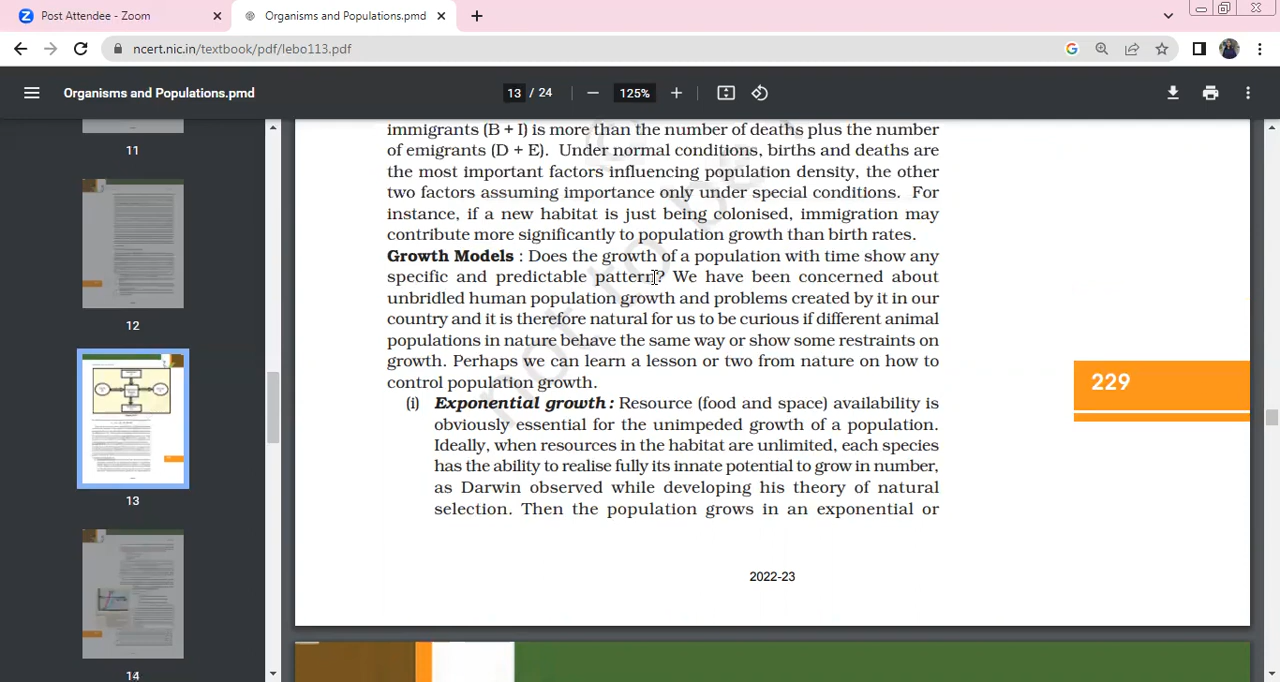 Post Attendee - Zoom
Organisms and Populations.pmd
ncert.nic.in/textbook/pdf/lebo113.pdf
Organisms and Populations.pmd
13 / 24
125%
11
12
13
14
immigrants (B + I) is more than the number of deaths plus the number
of emigrants (D + E). Under normal conditions, births and deaths are
the most important factors influencing population density, the other
two factors assuming importance only under special conditions. For
instance, if a new habitat is just being colonised, immigration may
contribute more significantly to population growth than birth rates.
Growth Models : Does the growth of a population with time show any
specific and predictable pattern? We have been concerned about
unbridled human population growth and problems created by it in our
country and it is therefore natural for us to be curious if different animal
populations in nature behave the same way or show some restraints on
growth. Perhaps we can learn a lesson or two from nature on how to
control population growth.
(i) Exponential growth: Resource (food and space) availability is
obviously essential for the unimpeded growth of a population.
Ideally, when resources in the habitat are unlimited, each species
has the ability to realise fully its innate potential to grow in number,
as Darwin observed while developing his theory of natural
selection. Then the population grows in an exponential or
229
2022-23
not to be